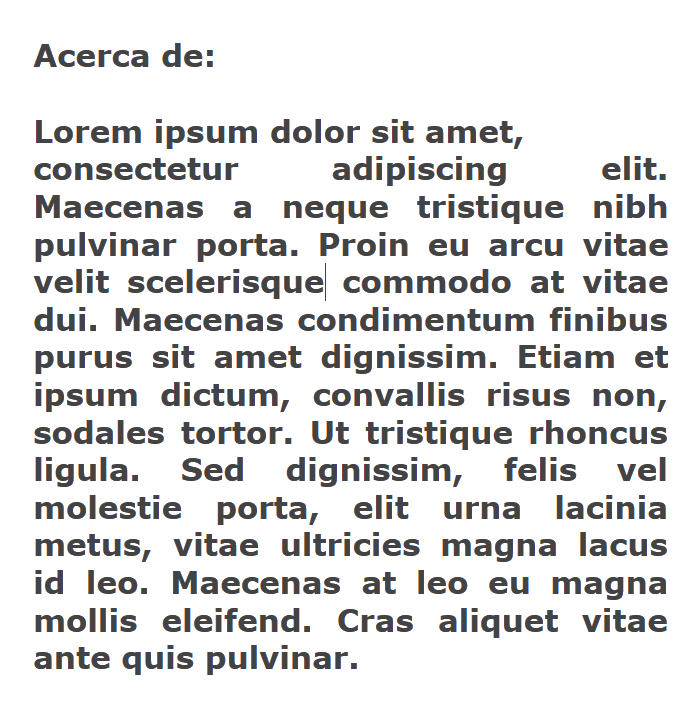 Acerca de:
Lorem ipsum dolor sit amet,
consectetur adipiscing elit.
Maecenas a neque tristique nibh
pulvinar porta. Proin eu arcu vitae
velit scelerisque commodo at vitae
dui. Maecenas condimentum finibus
purus sit amet dignissim. Etiam et
ipsum dictum, convallis risus non,
sodales tortor. Ut tristique rhoncus
ligula. Sed dignissim, felis vel
molestie porta, elit urna lacinia
metus, vitae ultricies magna lacus
id leo. Maecenas at leo eu magna
mollis eleifend. Cras aliquet vitae
ante quis pulvinar.